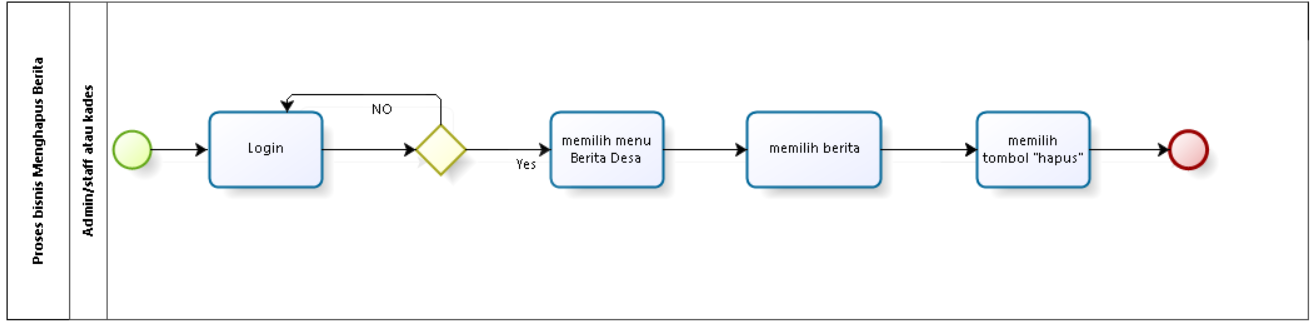 Proses bisnis Menghapus Berita
Admin/staff atau kades
Login
NO
Yes
memilih menu
Berita Desa
memilih berita
memilih
tombol "hapus"